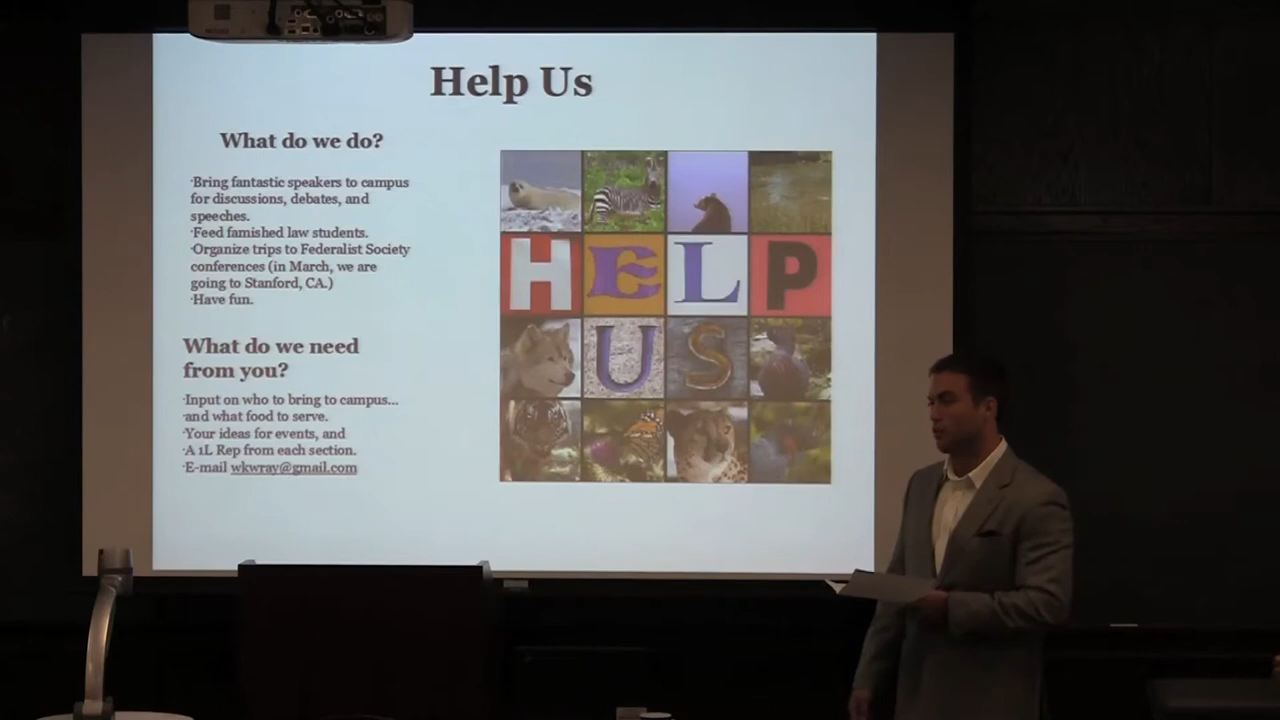 Help Us
What do we do?
·Bring fantastic speakers to campus
for discussions, debates, and
speeches.
·Feed famished law students.
·Organize trips to Federalist Society
conferences (in March, we are
going to Stanford, CA.)
·Have fun.
What do we need
from you?
·Input on who to bring to campus...
·and what food to serve.
·Your ideas for events, and
·A 1L Rep from each section.
·E-mail wkwray@gmail.com
HELP
US